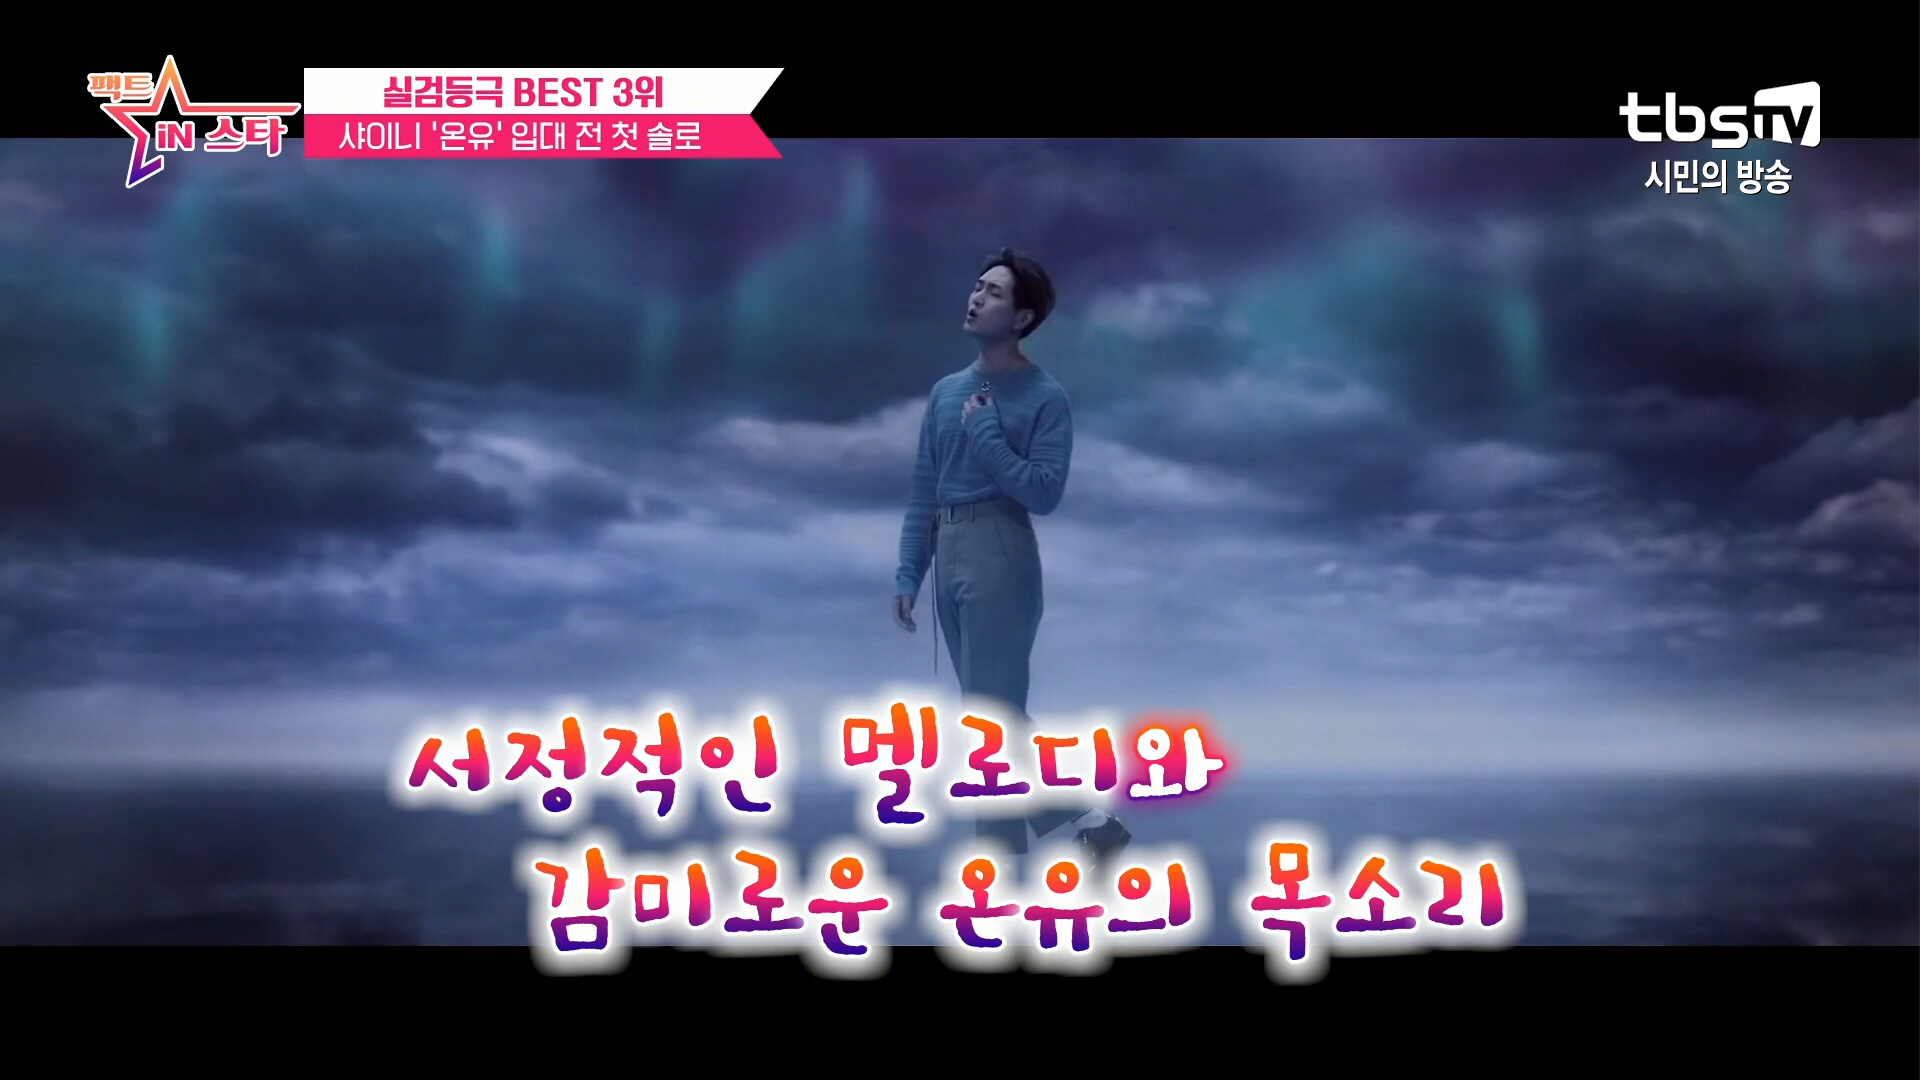 팩트
iN 스타
실검등극 BEST 3위
샤이니 '온유' 입대 전 첫 솔로
tbs TV
시민의 방송
서정적인 멜로디와
감미로운 온유의 목소리